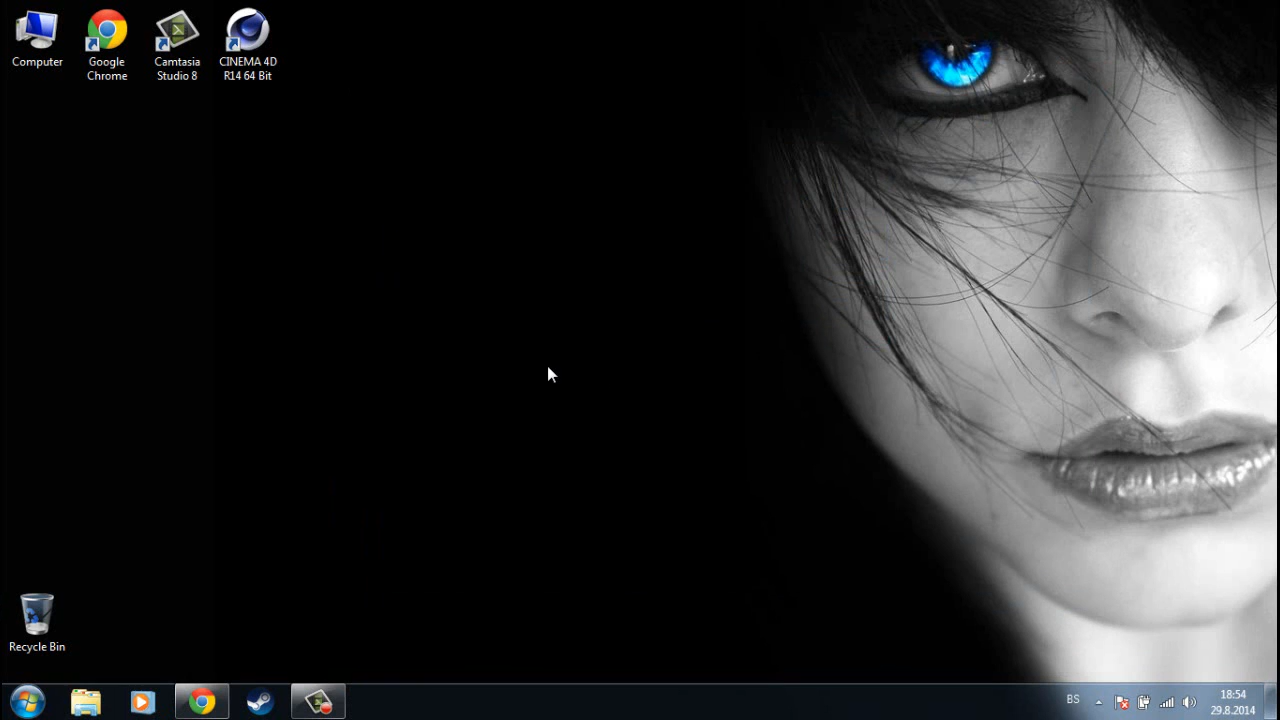 Computer
Google
Chrome
Camtasia
Studio 8
CINEMA 4D
R14 64 Bit
Recycle Bin
BS
18:54
29.8.2014